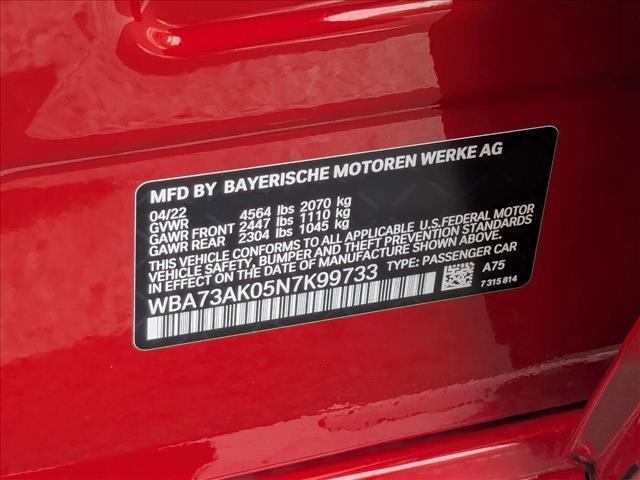 MFD BY BAYERISCHE MOTOREN WERKE AG
04/22
GVWR 4564 lbs 2070 kg
GAWR FRONT 2447 lbs 1110 kg
GAWR REAR 2304 lbs 1045 kg
THIS VEHICLE CONFORMS TO ALL APPLICABLE U.S. FEDERAL MOTOR
VEHICLE SAFETY, BUMPER, AND THEFT PREVENTION STANDARDS
IN EFFECT ON THE DATE OF MANUFACTURE SHOWN ABOVE.
WBA73AK05N7K99733 TYPE: PASSENGER CAR
A75
7 315 814